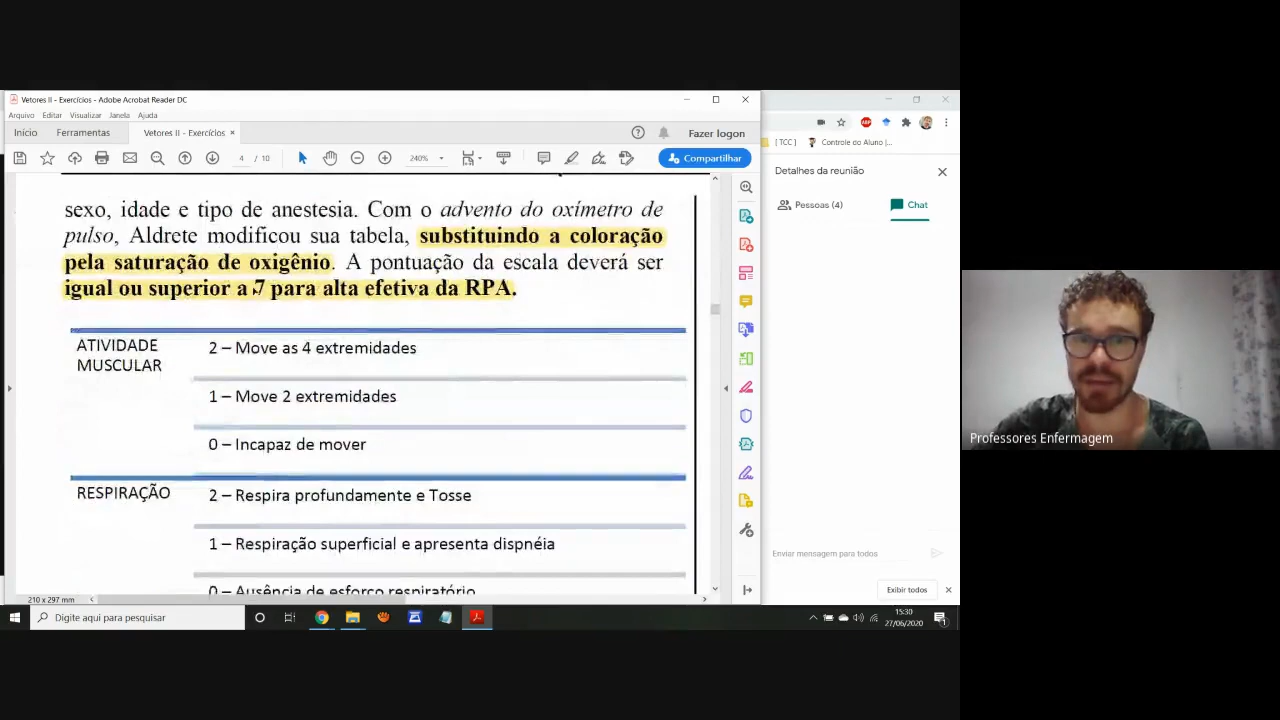 Vetores II - Exercícios - Adobe Acrobat Reader DC
Arquivo Editar Visualizar Janela Ajuda
Início Ferramentas Vetores II - Exercícios × Fazer logon
4 / 10 240% Compartilhar
sexo, idade e tipo de anestesia. Com o advento do oxímetro de
pulso, Aldrete modificou sua tabela, substituindo a coloração
pela saturação de oxigênio. A pontuação da escala deverá ser
igual ou superior a 7 para alta efetiva da RPA.
ATIVIDADE
MUSCULAR
2 – Move as 4 extremidades
1 – Move 2 extremidades
0 – Incapaz de mover
RESPIRAÇÃO
2 – Respira profundamente e Tosse
1 – Respiração superficial e apresenta dispnéia
0 – Ausência de esforço respiratório
210 x 297 mm
ABP
[ TCC ] Controle do Aluno |...
Detalhes da reunião
Pessoas (4) Chat
Enviar mensagem para todos
Exibir todos
Professores Enfermagem
Digite aqui para pesquisar
15:30
27/06/2020
1